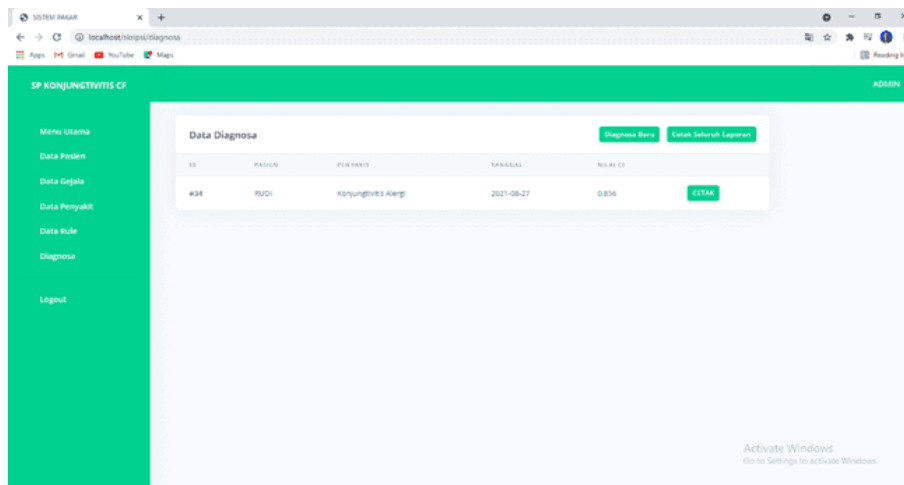 SISTEM PAKAR
localhost/skripsi/diagnosa
Apps Gmail YouTube Maps Reading
SP KONJUNGTIVITIS CF ADMIN
Menu Utama
Data Pasien
Data Gejala
Data Penyakit
Data Rule
Diagnosa
Logout
Data Diagnosa Diagnosa Baru Cetak Seluruh Laporan
ID PASIEN PENYAKIT TANGGAL NILAI CF
#34 RUDI Konjungtivitis Alergi 2021-08-27 0.856 CETAK
Activate Windows
Go to Settings to activate Windows.